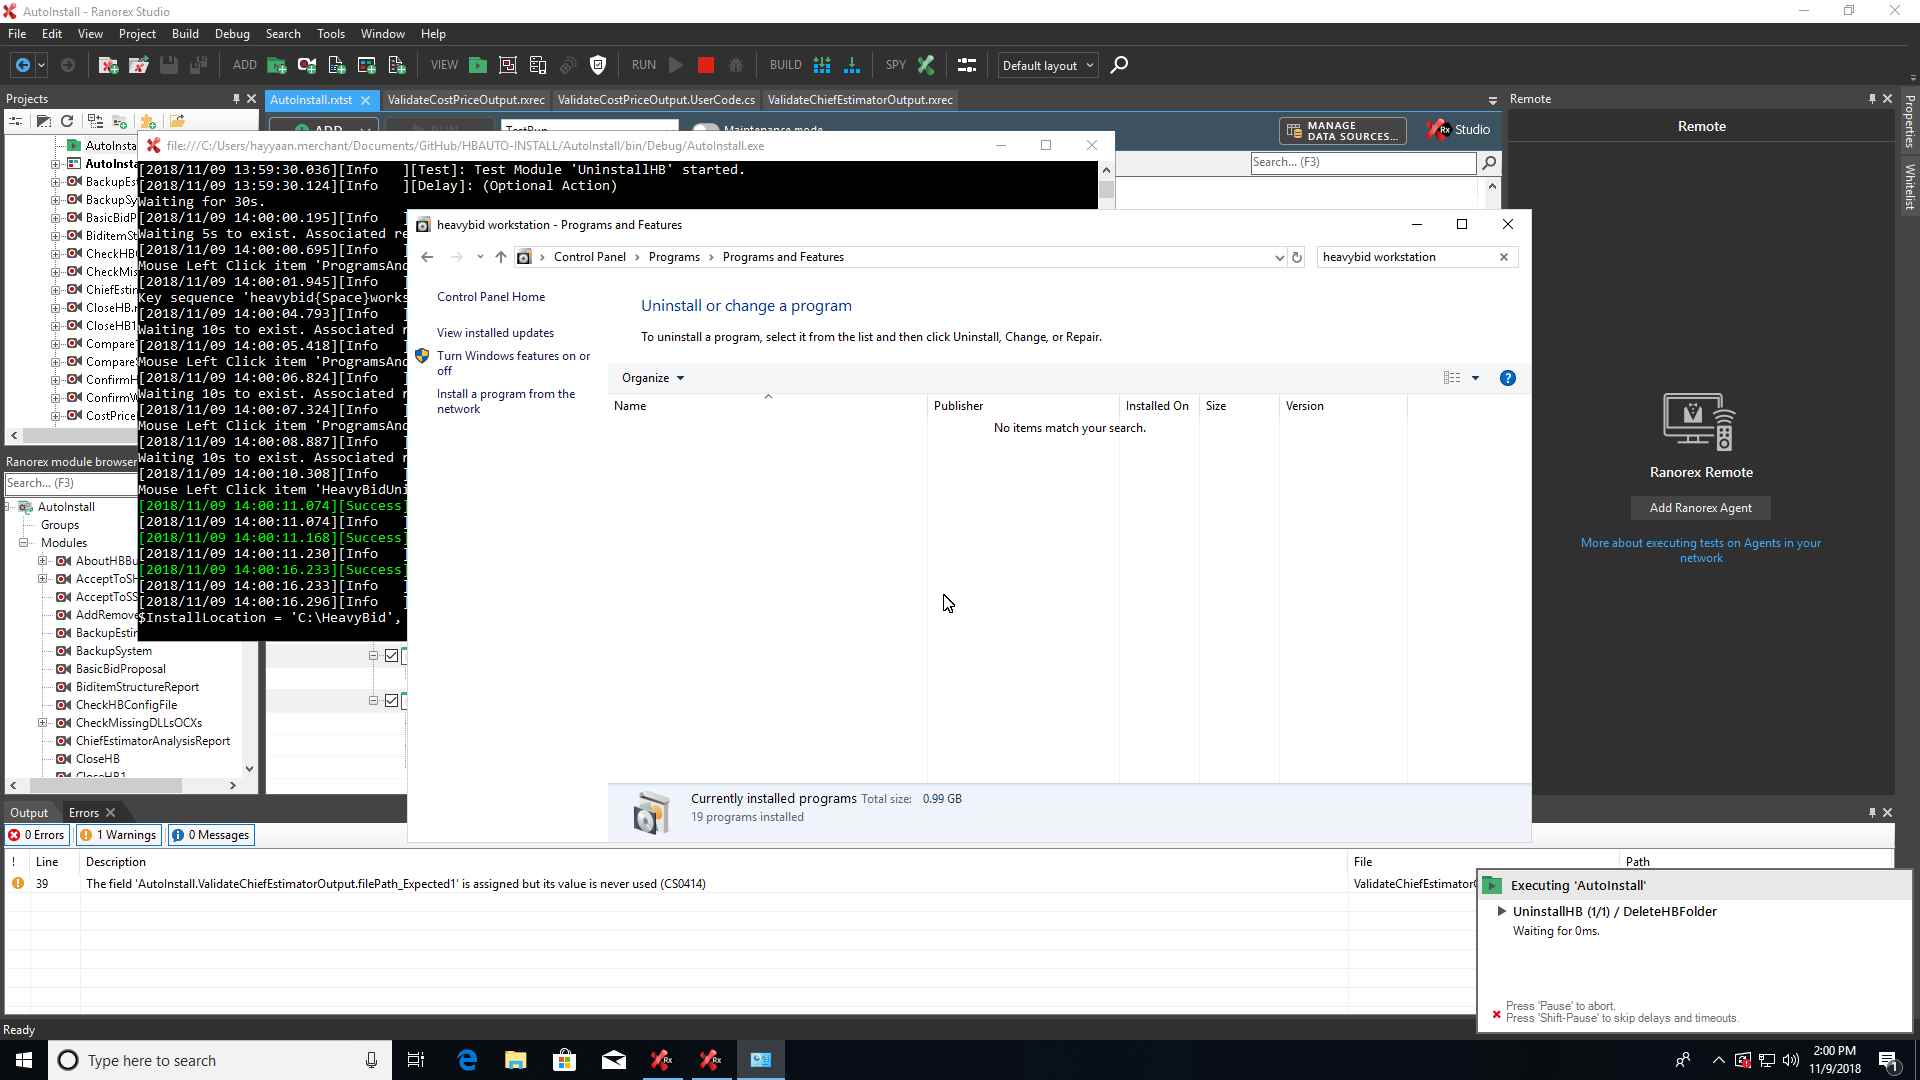 AutoInstall - Ranorex Studio
File Edit View Project Build Debug Search Tools Window Help
ADD VIEW RUN BUILD SPY Default layout
Projects
AutoInstall.rxtst ValidateCostPriceOutput.rxrec ValidateCostPriceOutput.UserCode.cs ValidateChiefEstimatorOutput.rxrec
Remote
Properties
Whitelist
ADD
TestRun
Maintenance mode
MANAGE
DATA SOURCES...
Rx Studio
Search... (F3)
Remote
Ranorex Remote
Add Ranorex Agent
More about executing tests on Agents in your
network
AutoInsta
AutoInsta
BackupEst
BackupSy
BasicBidP
BiditemSt
CheckHB
CheckMis
ChiefEstin
CloseHB.
CloseHB1
Compare
Compare
ConfirmH
ConfirmW
CostPrice
file:///C:/Users/hayyaan.merchant/Documents/GitHub/HBAUTO-INSTALL/AutoInstall/bin/Debug/AutoInstall.exe
[2018/11/09 13:59:30.036][Info   ][Test]: Test Module 'UninstallHB' started.
[2018/11/09 13:59:30.124][Info   ][Delay]: (Optional Action)
Waiting for 30s.
[2018/11/09 14:00:00.195][Info   ]
Waiting 5s to exist. Associated re
[2018/11/09 14:00:00.695][Info   ]
Mouse Left Click item 'ProgramsAnd
[2018/11/09 14:00:01.945][Info   ]
Key sequence 'heavybid{Space}works
[2018/11/09 14:00:04.793][Info   ]
Waiting 10s to exist. Associated r
[2018/11/09 14:00:05.418][Info   ]
Mouse Left Click item 'ProgramsAnd
[2018/11/09 14:00:06.824][Info   ]
Waiting 10s to exist. Associated r
[2018/11/09 14:00:07.324][Info   ]
Mouse Left Click item 'ProgramsAnd
[2018/11/09 14:00:08.887][Info   ]
Waiting 10s to exist. Associated r
[2018/11/09 14:00:10.308][Info   ]
Mouse Left Click item 'HeavyBidUni
[2018/11/09 14:00:11.074][Success]
[2018/11/09 14:00:11.074][Info   ]
[2018/11/09 14:00:11.168][Success]
[2018/11/09 14:00:11.230][Info   ]
[2018/11/09 14:00:16.233][Success]
[2018/11/09 14:00:16.233][Info   ]
[2018/11/09 14:00:16.296][Info   ]
$InstallLocation = 'C:\HeavyBid',
heavybid workstation - Programs and Features
Control Panel Programs Programs and Features
heavybid workstation
Control Panel Home
View installed updates
Turn Windows features on or
off
Install a program from the
network
Uninstall or change a program
To uninstall a program, select it from the list and then click Uninstall, Change, or Repair.
Organize
Name Publisher Installed On Size Version
No items match your search.
Currently installed programs Total size: 0.99 GB
19 programs installed
Ranorex module browser
Search... (F3)
AutoInstall
Groups
Modules
AboutHBBu
AcceptToSH
AcceptToSS
AddRemove
BackupEstin
BackupSystem
BasicBidProposal
BiditemStructureReport
CheckHBConfigFile
CheckMissingDLLsOCXs
ChiefEstimatorAnalysisReport
CloseHB
CloseHB1
Output Errors
0 Errors 1 Warnings 0 Messages
! Line Description File Path
39 The field 'AutoInstall.ValidateChiefEstimatorOutput.filePath_Expected1' is assigned but its value is never used (CS0414) ValidateChiefEstimatorO
Executing 'AutoInstall'
UninstallHB (1/1) / DeleteHBFolder
Waiting for 0ms.
Press 'Pause' to abort.
Press 'Shift-Pause' to skip delays and timeouts.
Ready
Type here to search
2:00 PM
11/9/2018
1